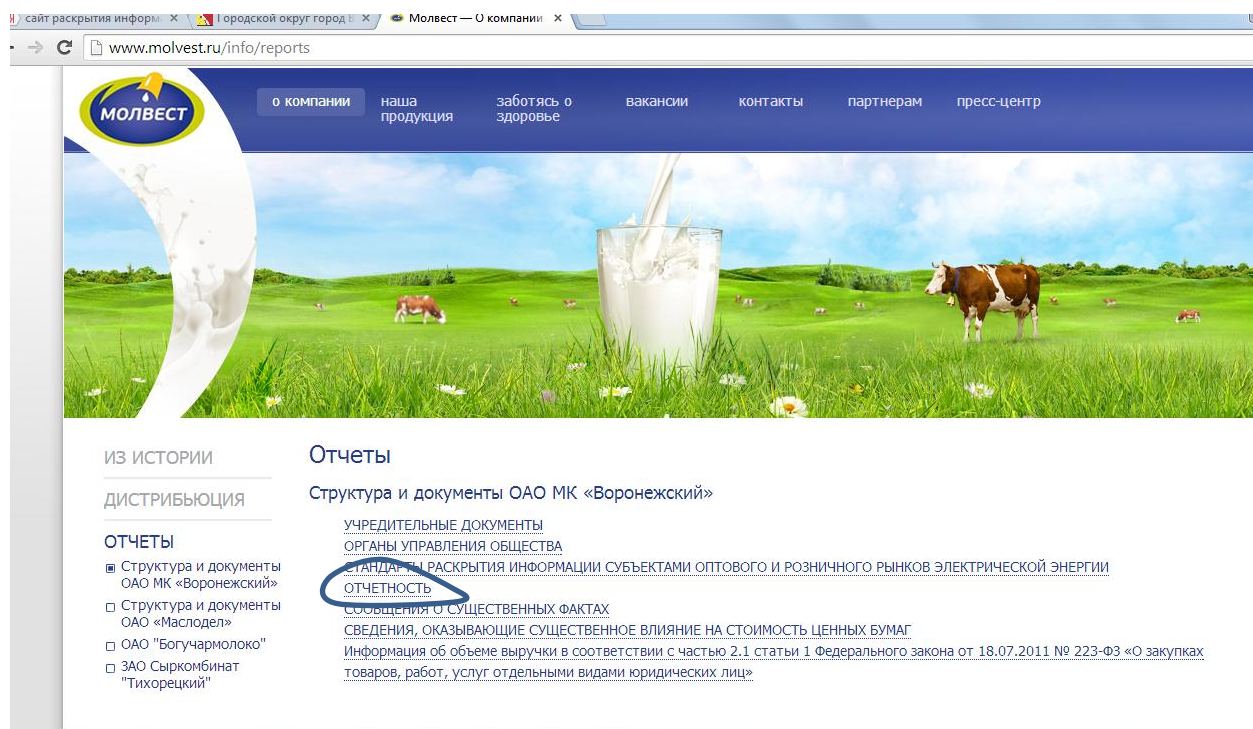 сайт раскрытия информ. × Городской округ город В × Молвест — О компании ×
www.molvest.ru/info/reports
МОЛВЕСТ
о компании наша продукция заботясь о здоровье вакансии контакты партнерам пресс-центр
ИЗ ИСТОРИИ
ДИСТРИБЬЮЦИЯ
ОТЧЕТЫ
Структура и документы
ОАО МК «Воронежский»
Структура и документы
ОАО «Маслодел»
ОАО "Богучармолоко"
ЗАО Сыркомбинат
"Тихорецкий"
Отчеты
Структура и документы ОАО МК «Воронежский»
УЧРЕДИТЕЛЬНЫЕ ДОКУМЕНТЫ
ОРГАНЫ УПРАВЛЕНИЯ ОБЩЕСТВА
СТАНДАРТЫ РАСКРЫТИЯ ИНФОРМАЦИИ СУБЪЕКТАМИ ОПТОВОГО И РОЗНИЧНОГО РЫНКОВ ЭЛЕКТРИЧЕСКОЙ ЭНЕРГИИ
ОТЧЕТНОСТЬ
СООБЩЕНИЯ О СУЩЕСТВЕННЫХ ФАКТАХ
СВЕДЕНИЯ, ОКАЗЫВАЮЩИЕ СУЩЕСТВЕННОЕ ВЛИЯНИЕ НА СТОИМОСТЬ ЦЕННЫХ БУМАГ
Информация об объеме выручки в соответствии с частью 2.1 статьи 1 Федерального закона от 18.07.2011 № 223-ФЗ «О закупках
товаров, работ, услуг отдельными видами юридических лиц»